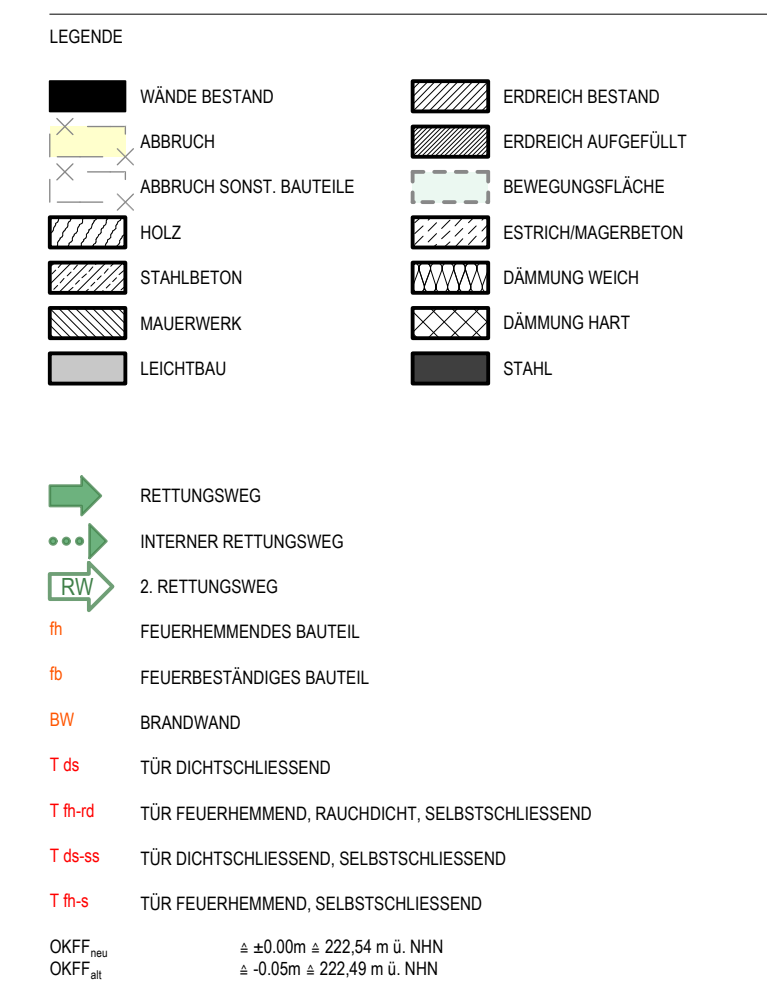 LEGENDE
WÄNDE BESTAND
ABBRUCH
ABBRUCH SONST. BAUTEILE
HOLZ
STAHLBETON
MAUERWERK
LEICHTBAU
ERDREICH BESTAND
ERDREICH AUFGEFÜLLT
BEWEGUNGSFLÄCHE
ESTRICH/MAGERBETON
DÄMMUNG WEICH
DÄMMUNG HART
STAHL
RETTUNGSWEG
INTERNER RETTUNGSWEG
RW 2. RETTUNGSWEG
fh FEUERHEMMENDES BAUTEIL
fb FEUERBESTÄNDIGES BAUTEIL
BW BRANDWAND
T ds TÜR DICHTSCHLIESSEND
T fh-rd TÜR FEUERHEMMEND, RAUCHDICHT, SELBSTSCHLIESSEND
T ds-ss TÜR DICHTSCHLIESSEND, SELBSTSCHLIESSEND
T fh-s TÜR FEUERHEMMEND, SELBSTSCHLIESSEND
OKFFneu ≙ ±0.00m ≙ 222,54 m ü. NHN
OKFFalt ≙ -0.05m ≙ 222,49 m ü. NHN